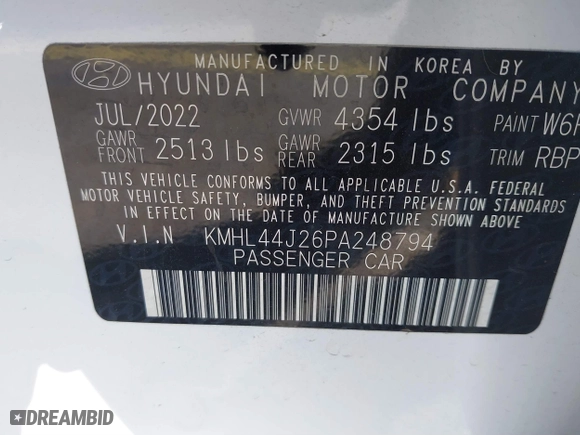 MANUFACTURED IN KOREA BY
HYUNDAI MOTOR COMPANY
JUL/2022 GVWR 4354 lbs PAINT
GAWR FRONT 2513 lbs GAWR REAR 2315 lbs TRIM RBP
THIS VEHICLE CONFORMS TO ALL APPLICABLE U.S.A. FEDERAL
MOTOR VEHICLE SAFETY, BUMPER, AND THEFT PREVENTION STANDARDS
IN EFFECT ON THE DATE OF MANUFACTURE SHOWN ABOVE
V.I.N KMHL44J26PA248794
PASSENGER CAR
DREAMBID